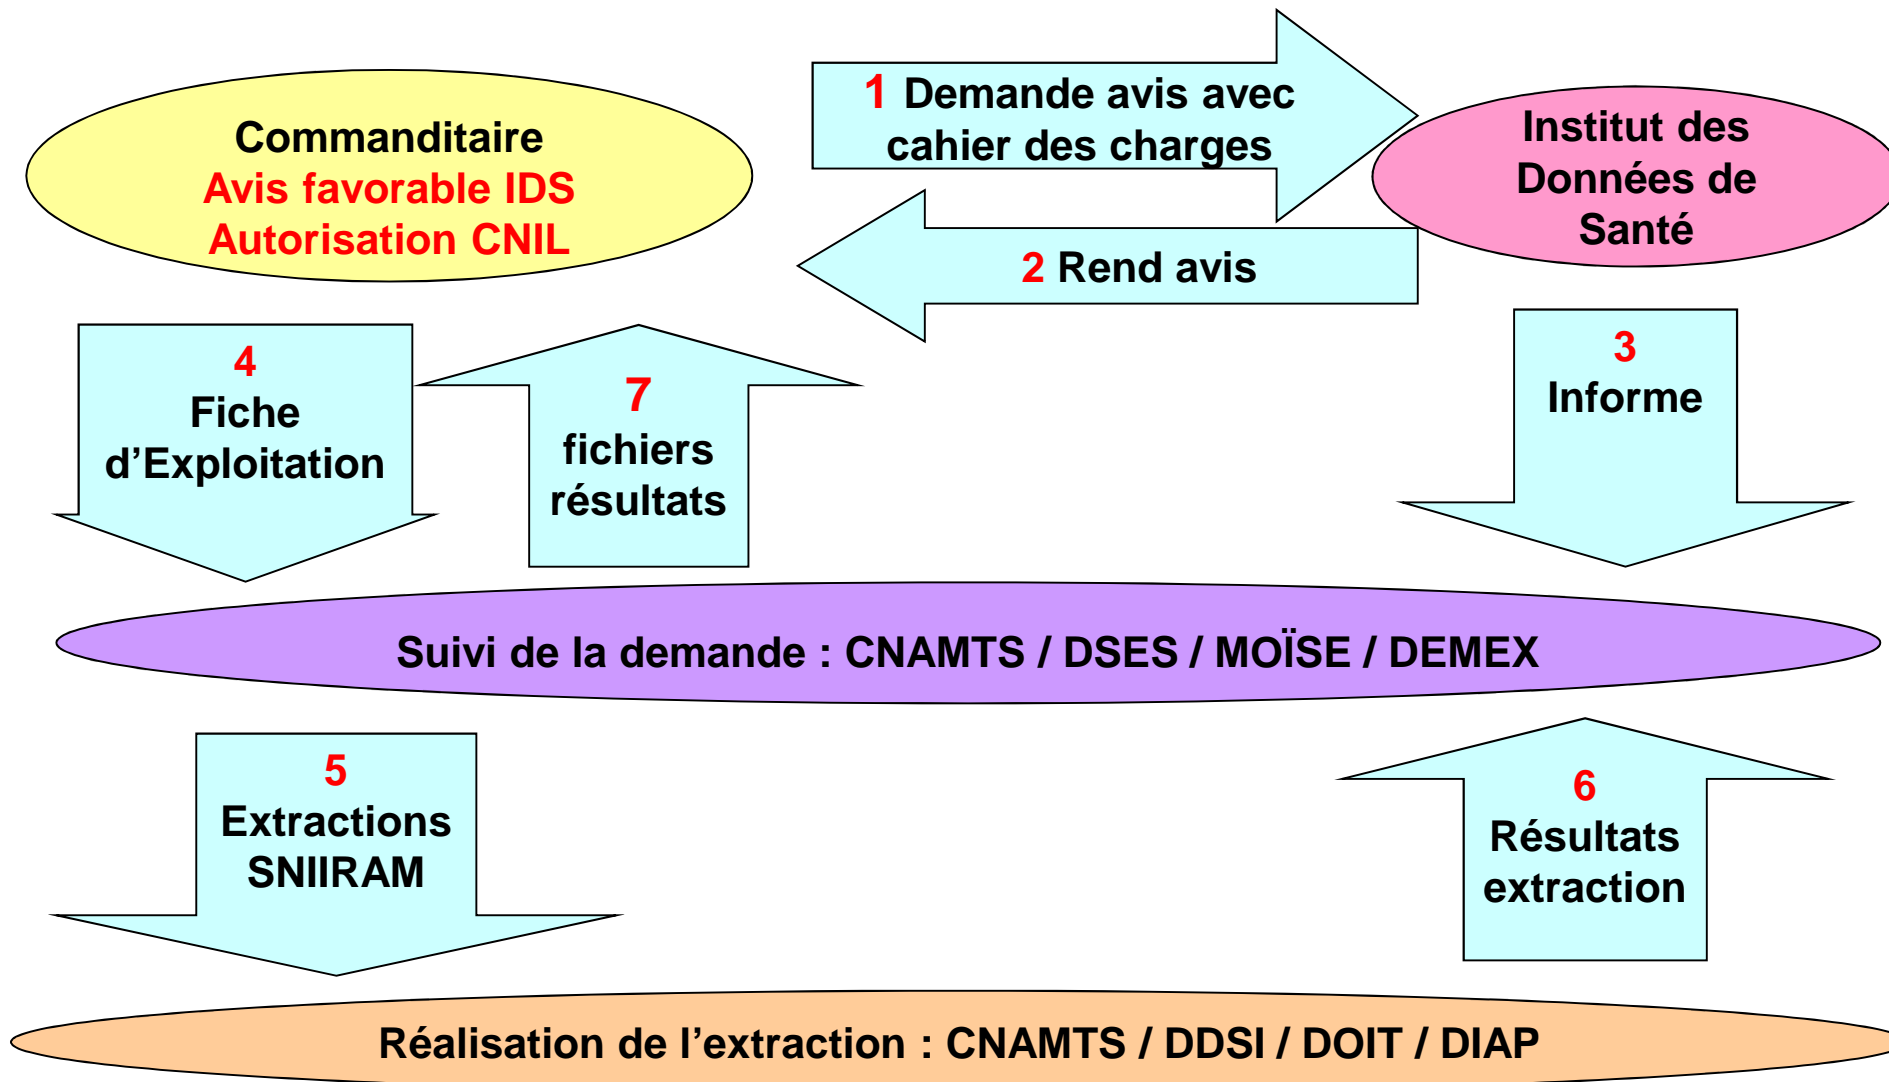 Commanditaire
Avis favorable IDS
Autorisation CNIL
1 Demande avis avec
cahier des charges
Institut des
Données de
Santé
2 Rend avis
3
Informe
4
Fiche
d’Exploitation
7
fichiers
résultats
Suivi de la demande : CNAMTS / DSES / MOÏSE / DEMEX
5
Extractions
SNIIRAM
6
Résultats
extraction
Réalisation de l’extraction : CNAMTS / DDSI / DOIT / DIAP